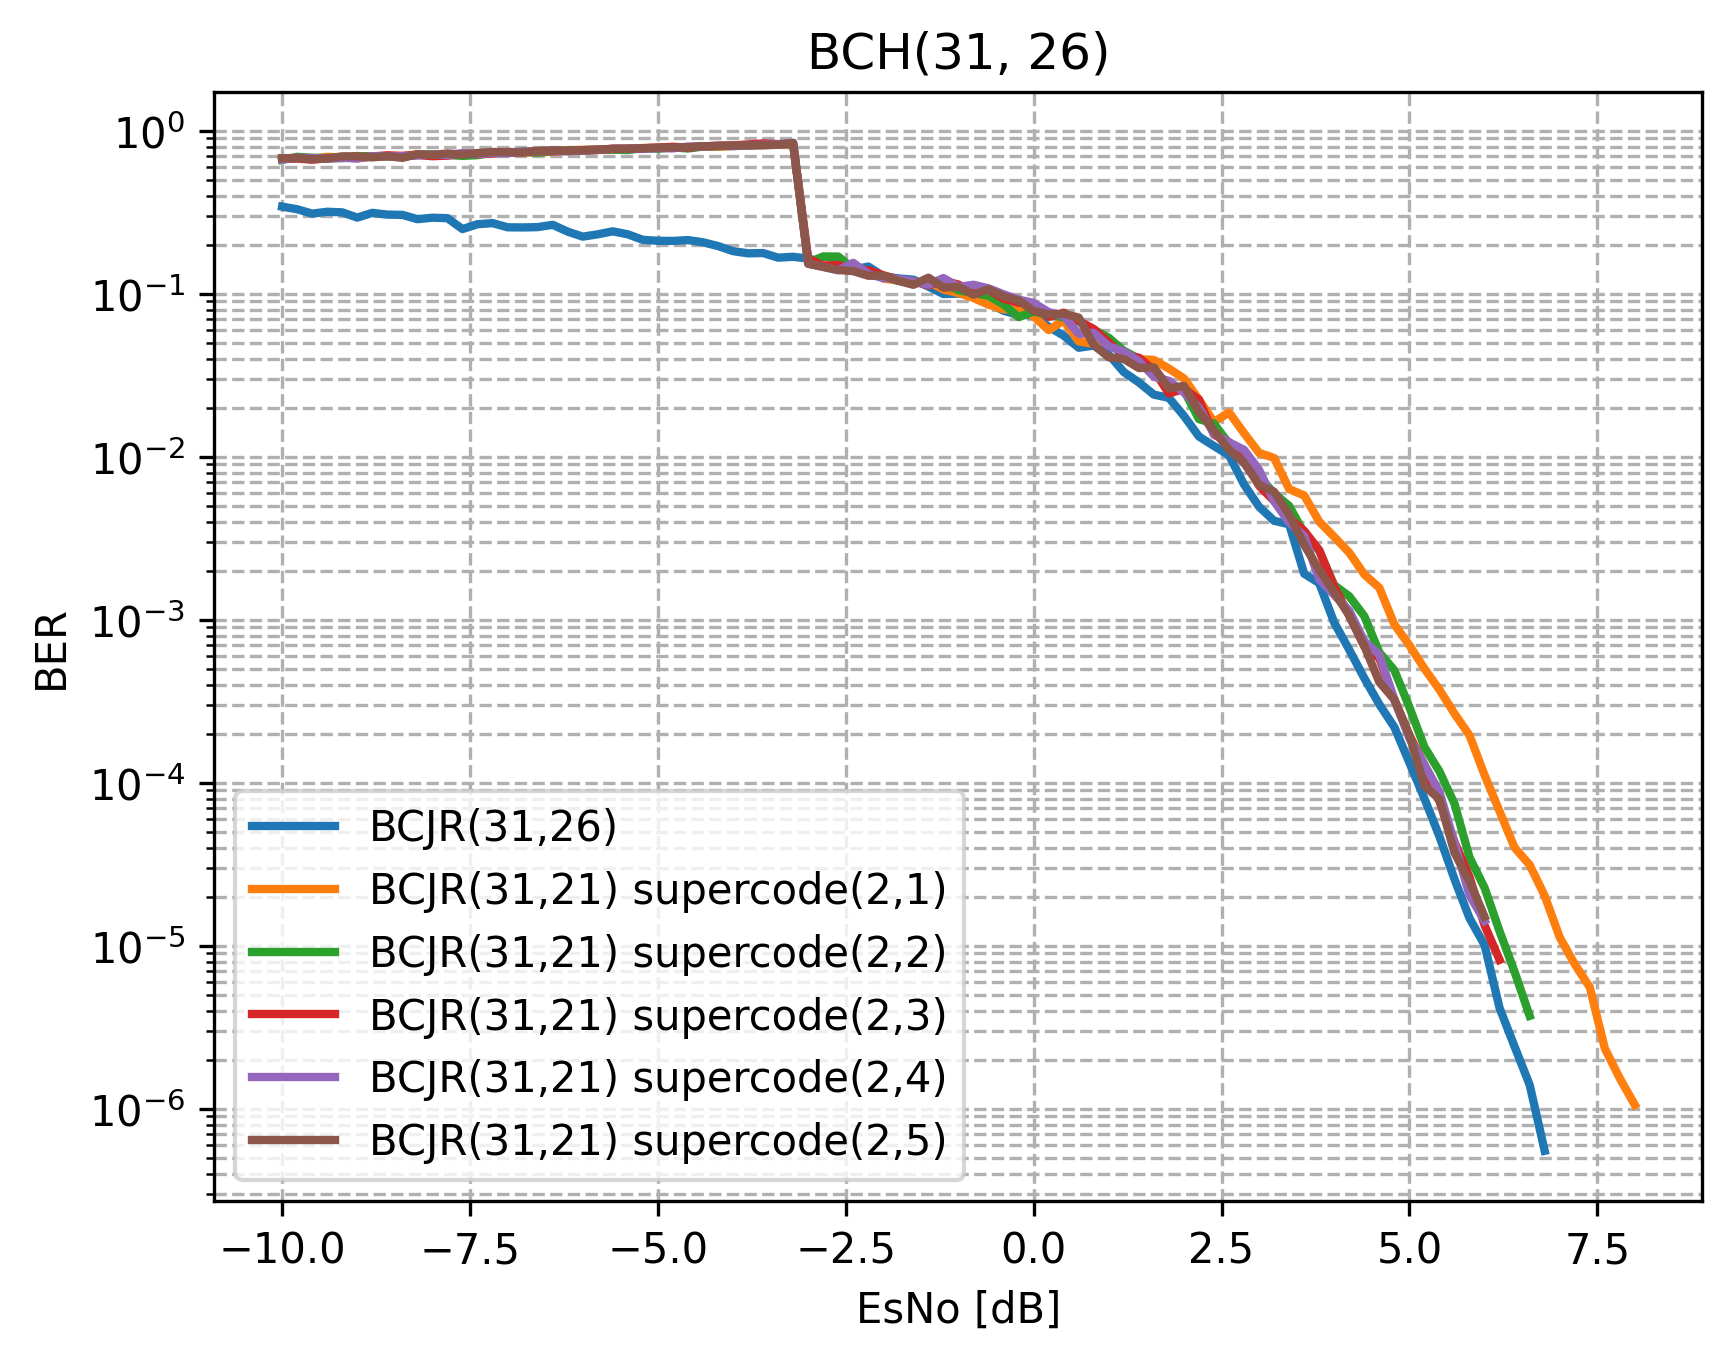 BCH(31, 26)
BER
10⁰
10⁻¹
10⁻²
10⁻³
10⁻⁴
10⁻⁵
10⁻⁶
BCJR(31,26)
BCJR(31,21) supercode(2,1)
BCJR(31,21) supercode(2,2)
BCJR(31,21) supercode(2,3)
BCJR(31,21) supercode(2,4)
BCJR(31,21) supercode(2,5)
−10.0 −7.5 −5.0 −2.5 0.0 2.5 5.0 7.5
EsNo [dB]